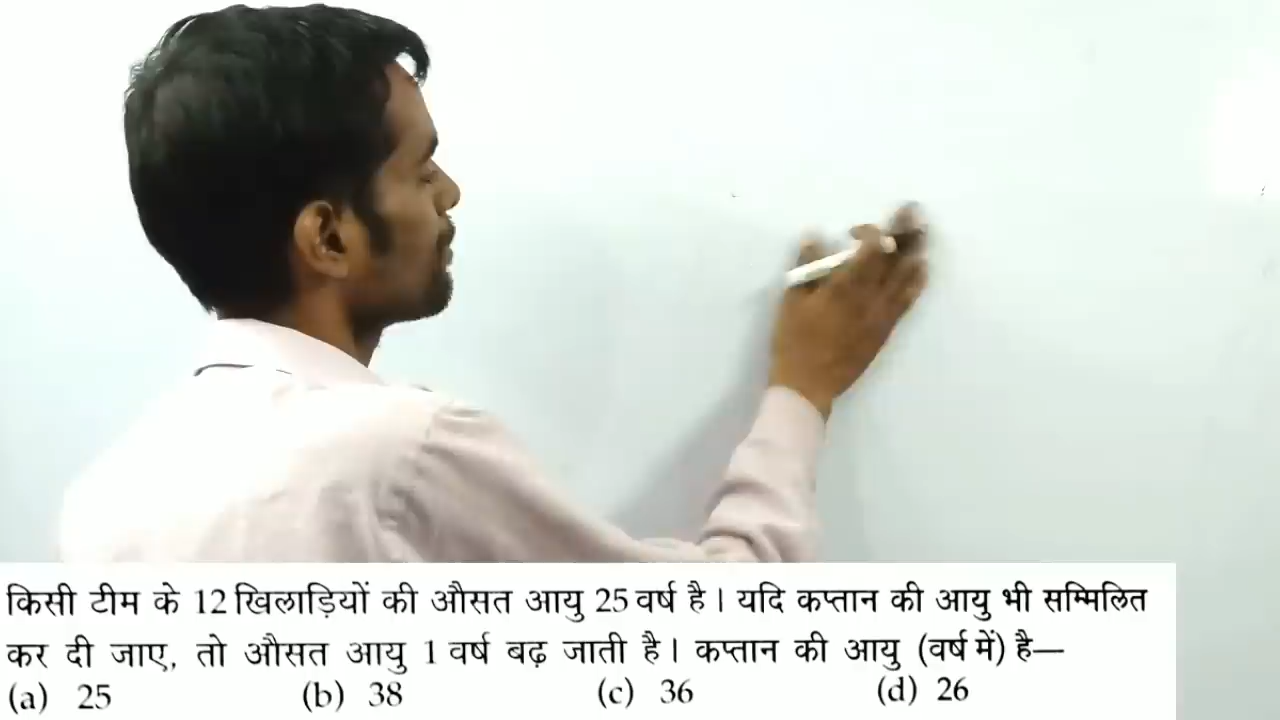 किसी टीम के 12 खिलाड़ियों की औसत आयु 25 वर्ष है। यदि कप्तान की आयु भी सम्मिलित
कर दी जाए, तो औसत आयु 1 वर्ष बढ़ जाती है। कप्तान की आयु (वर्ष में) है—
(a) 25 (b) 38 (c) 36 (d) 26